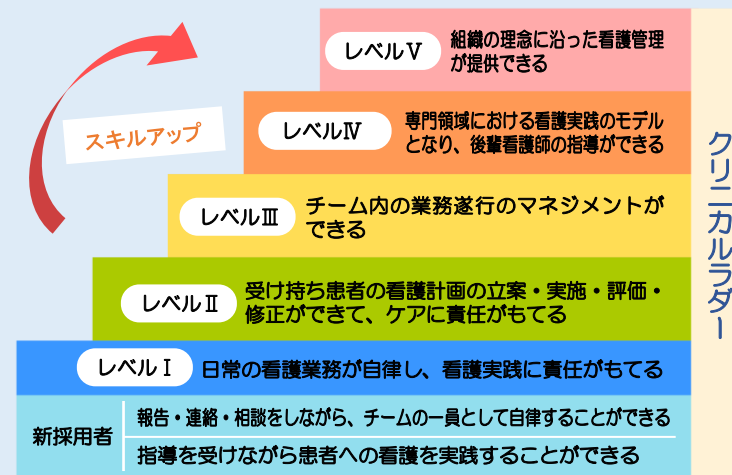 レベルⅤ
組織の理念に沿った看護管理
が提供できる
スキルアップ
レベルⅣ
専門領域における看護実践のモデル
となり、後輩看護師の指導ができる
レベルⅢ
チーム内の業務遂行のマネジメントが
できる
レベルⅡ
受け持ち患者の看護計画の立案・実施・評価・
修正ができて、ケアに責任がもてる
レベルⅠ
日常の看護業務が自律し、看護実践に責任がもてる
新採用者
報告・連絡・相談をしながら、チームの一員として自律することができる
指導を受けながら患者への看護を実践することができる
クリニカルラダー